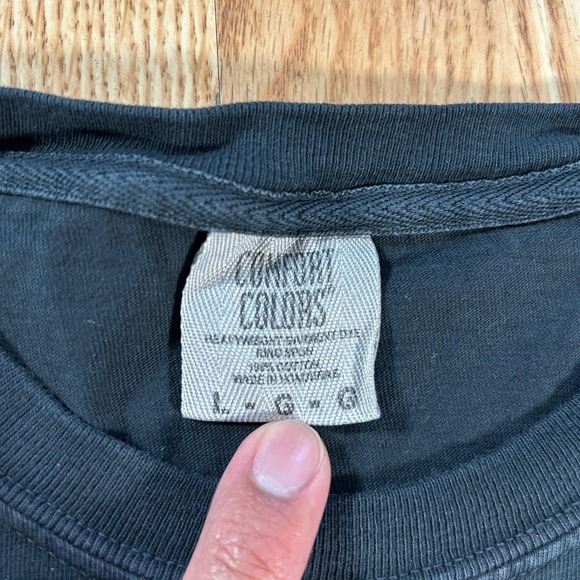 COMFORT
COLORS®
HEAVYWEIGHT GARMENT DYE
RING SPUN
100% COTTON
MADE IN HONDURAS
L - G - G